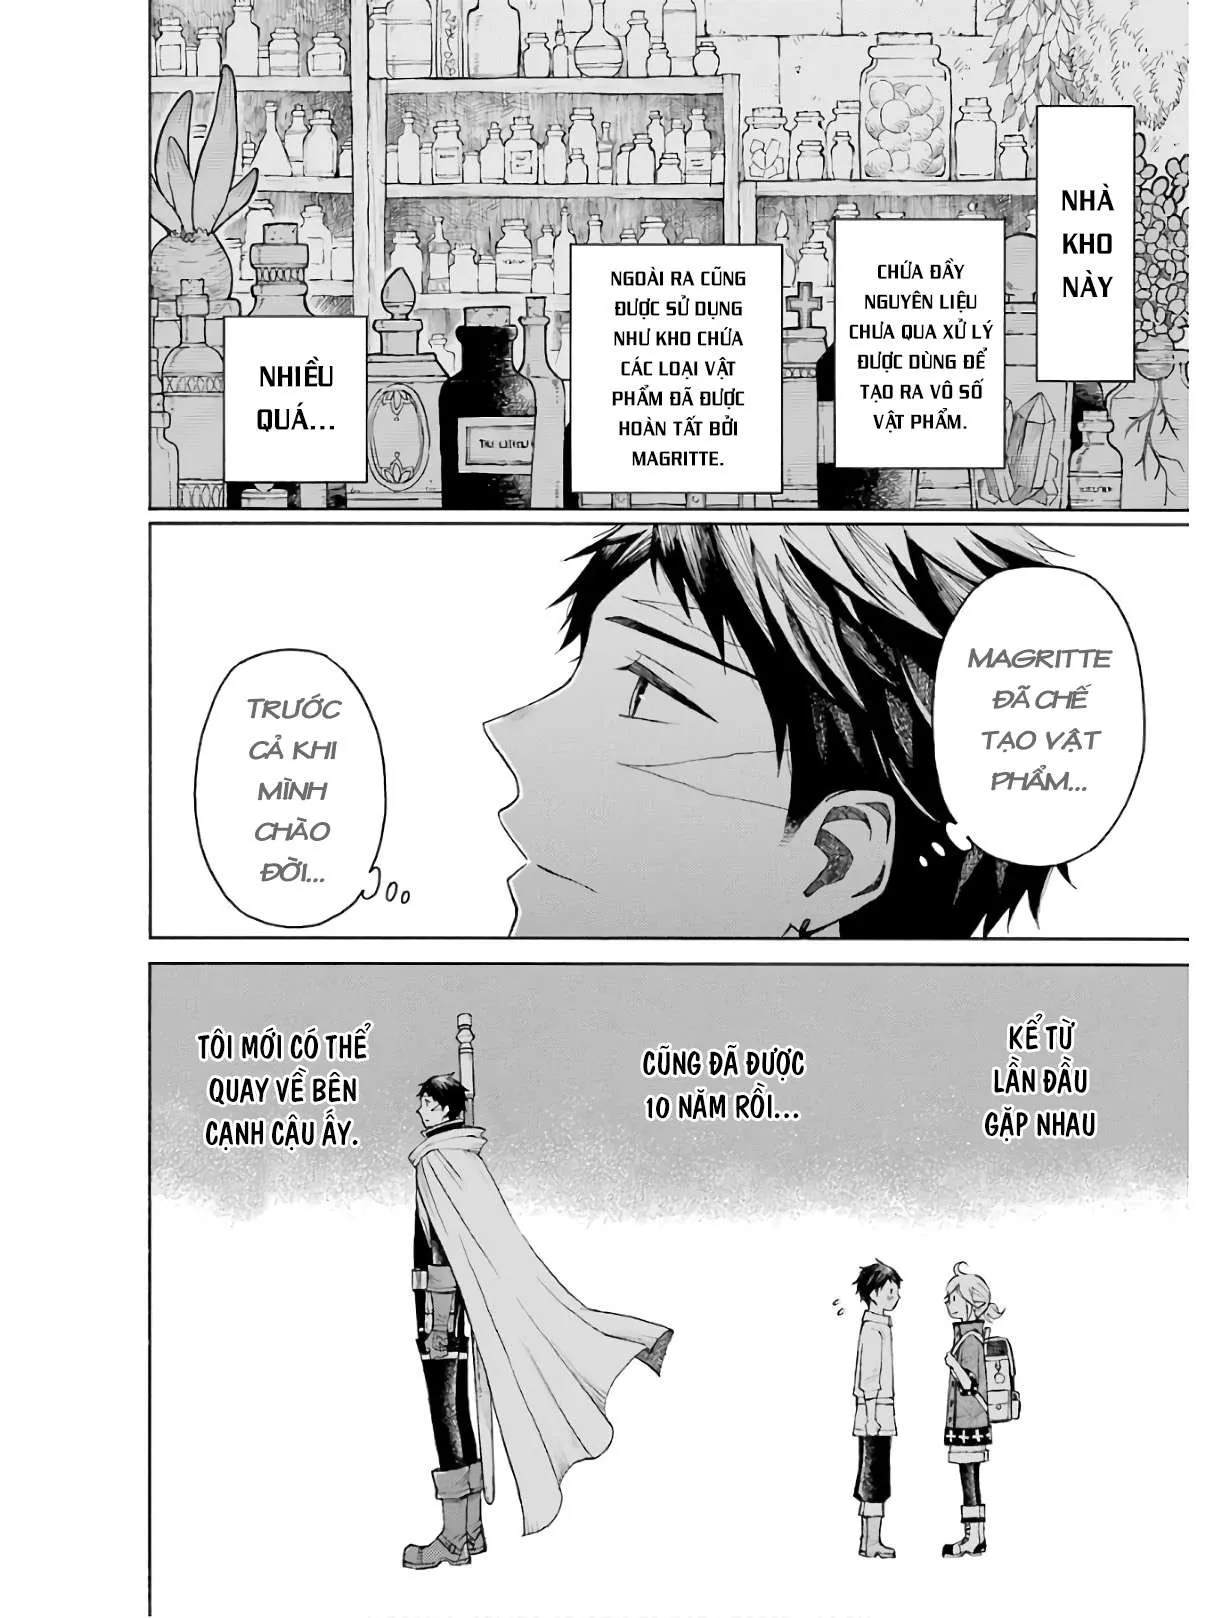 NHÀ
KHO
NÀY
CHỨA ĐẦY
NGUYÊN LIỆU
CHƯA QUA XỬ LÝ
ĐƯỢC DÙNG ĐỂ
TẠO RA VÔ SỐ
VẬT PHẨM.
NGOÀI RA CŨNG
ĐƯỢC SỬ DỤNG
NHƯ KHO CHỨA
CÁC LOẠI VẬT
PHẨM ĐÃ ĐƯỢC
HOÀN TẤT BỞI
MAGRITTE.
NHIỀU
QUÁ...
MAGRITTE
ĐÃ CHẾ
TẠO VẬT
PHẨM...
TRƯỚC
CẢ KHI
MÌNH
CHÀO
ĐỜI...
KỂ TỪ
LẦN ĐẦU
GẶP NHAU
CŨNG ĐÃ ĐƯỢC
10 NĂM RỒI...
TÔI MỚI CÓ THỂ
QUAY VỀ BÊN
CẠNH CẬU ẤY.